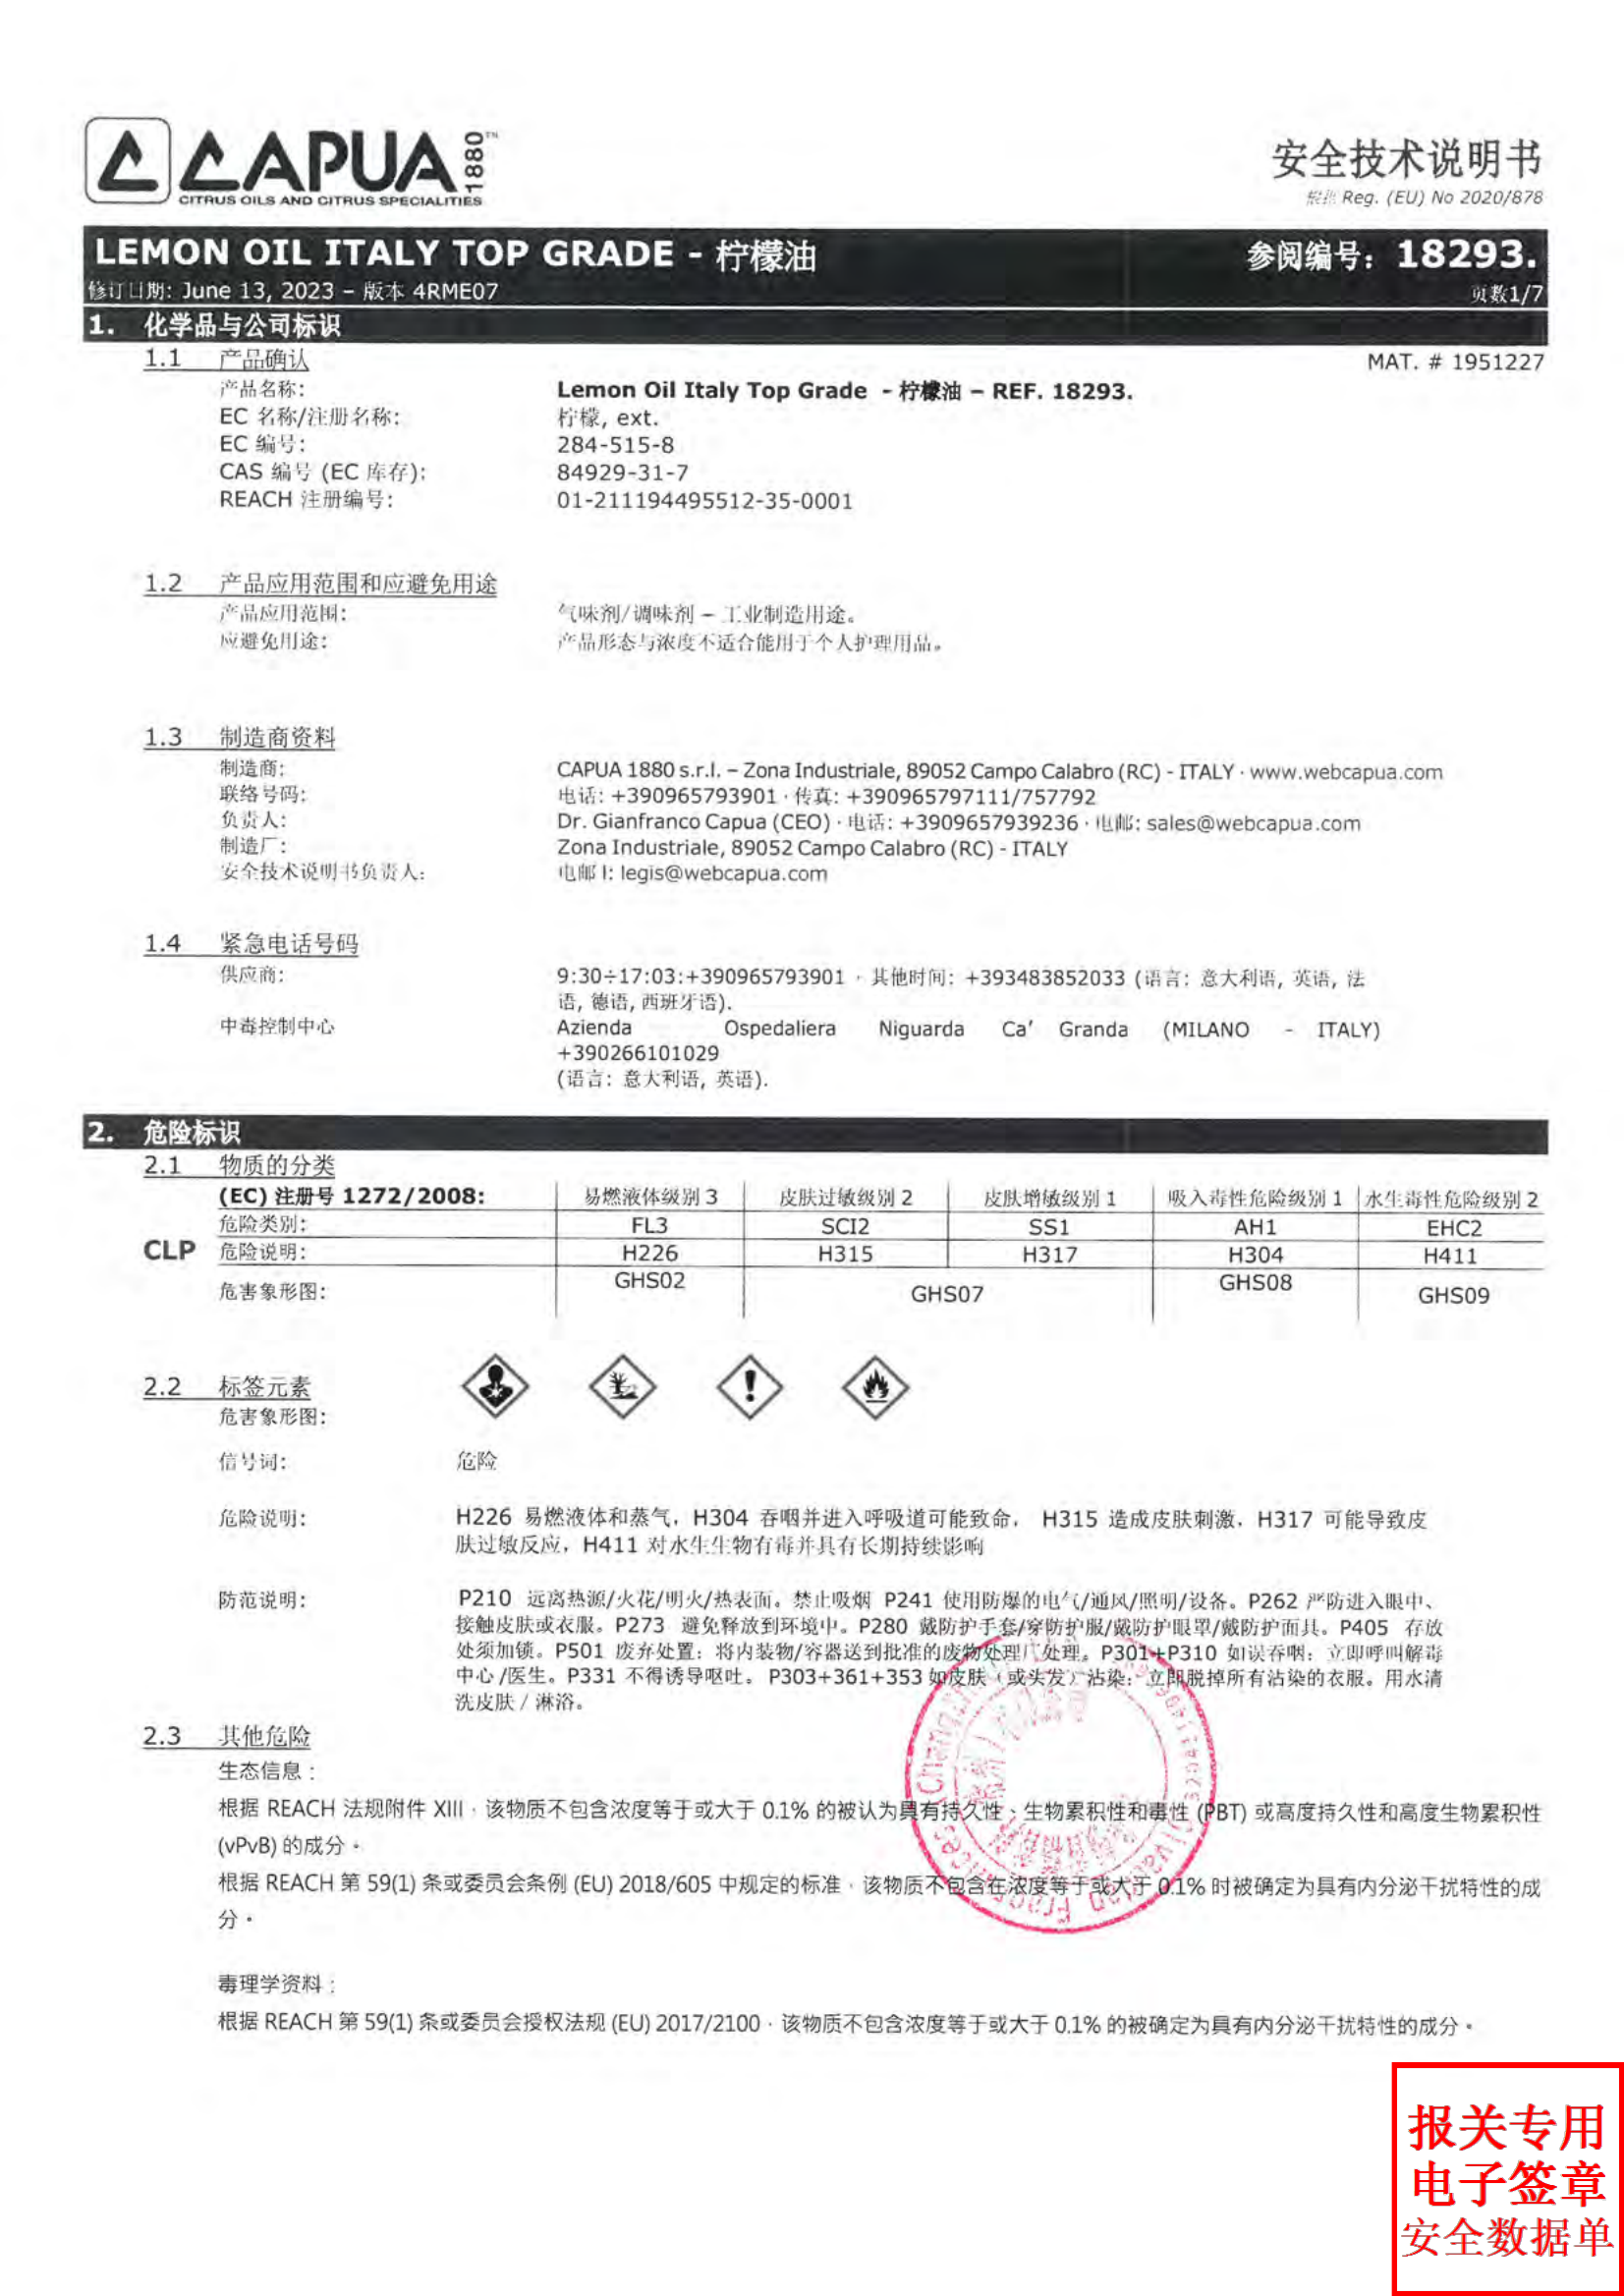 CAPUA 1880™
CITRUS OILS AND CITRUS SPECIALITIES
安全技术说明书
根据 Reg. (EU) No 2020/878
LEMON OIL ITALY TOP GRADE - 柠檬油 参阅编号: 18293.
修订日期: June 13, 2023 – 版本 4RME07 页数1/7
1. 化学品与公司标识
1.1 产品确认 MAT. # 1951227
产品名称: Lemon Oil Italy Top Grade - 柠檬油 – REF. 18293.
EC 名称/注册名称: 柠檬, ext.
EC 编号: 284-515-8
CAS 编号 (EC 库存): 84929-31-7
REACH 注册编号: 01-211194495512-35-0001
1.2 产品应用范围和应避免用途
产品应用范围: 气味剂/调味剂 – 工业制造用途。
应避免用途: 产品形态与浓度不适合能用于个人护理用品。
1.3 制造商资料
制造商: CAPUA 1880 s.r.l. – Zona Industriale, 89052 Campo Calabro (RC) - ITALY · www.webcapua.com
联络号码: 电话: +390965793901 · 传真: +390965797111/757792
负责人: Dr. Gianfranco Capua (CEO) · 电话: +3909657939236 · 电邮: sales@webcapua.com
制造厂: Zona Industriale, 89052 Campo Calabro (RC) - ITALY
安全技术说明书负责人: 电邮 l: legis@webcapua.com
1.4 紧急电话号码
供应商: 9:30÷17:03:+390965793901 · 其他时间: +393483852033 (语言: 意大利语, 英语, 法
语, 德语, 西班牙语).
中毒控制中心 Azienda Ospedaliera Niguarda Ca’ Granda (MILANO - ITALY)
+390266101029
(语言: 意大利语, 英语).
2. 危险标识
2.1 物质的分类
(EC) 注册号 1272/2008: 易燃液体级别 3 皮肤过敏级别 2 皮肤增敏级别 1 吸入毒性危险级别 1 水生毒性危险级别 2
危险类别: FL3 SCI2 SS1 AH1 EHC2
CLP 危险说明: H226 H315 H317 H304 H411
危害象形图: GHS02 GHS07 GHS08 GHS09
2.2 标签元素
危害象形图:
信号词: 危险
危险说明: H226 易燃液体和蒸气, H304 吞咽并进入呼吸道可能致命, H315 造成皮肤刺激, H317 可能导致皮
肤过敏反应, H411 对水生生物有毒并具有长期持续影响
防范说明: P210 远离热源/火花/明火/热表面。禁止吸烟 P241 使用防爆的电气/通风/照明/设备。P262 严防进入眼中、
接触皮肤或衣服。P273 避免释放到环境中。P280 戴防护手套/穿防护服/戴防护眼罩/戴防护面具。P405 存放
处须加锁。P501 废弃处置: 将内装物/容器送到批准的废物处理厂处理。P301+P310 如误吞咽: 立即呼叫解毒
中心 /医生。P331 不得诱导呕吐。P303+361+353 如皮肤 (或头发) 沾染: 立即脱掉所有沾染的衣服。用水清
洗皮肤 / 淋浴。
2.3 其他危险
生态信息 :
根据 REACH 法规附件 XIII , 该物质不包含浓度等于或大于 0.1% 的被认为具有持久性、生物累积性和毒性 (PBT) 或高度持久性和高度生物累积性
(vPvB) 的成分。
根据 REACH 第 59(1) 条或委员会条例 (EU) 2018/605 中规定的标准, 该物质不包含在浓度等于或大于 0.1% 时被确定为具有内分泌干扰特性的成
分。
毒理学资料 :
根据 REACH 第 59(1) 条或委员会授权法规 (EU) 2017/2100 , 该物质不包含浓度等于或大于 0.1% 的被确定为具有内分泌干扰特性的成分。
报关专用
电子签章
安全数据单